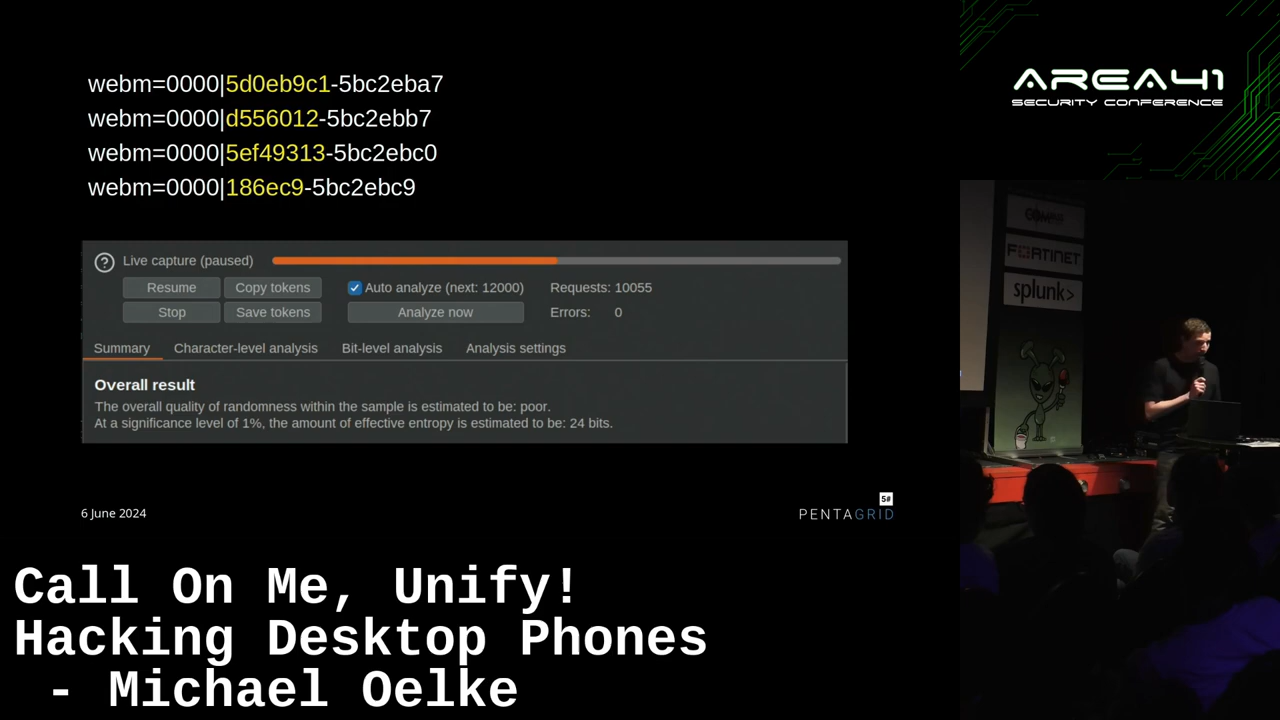 webm=0000|5d0eb9c1-5bc2eba7
webm=0000|d556012-5bc2ebb7
webm=0000|5ef49313-5bc2ebc0
webm=0000|186ec9-5bc2ebc9
Live capture (paused)
Resume Copy tokens Auto analyze (next: 12000) Requests: 10055
Stop Save tokens Analyze now Errors: 0
Summary Character-level analysis Bit-level analysis Analysis settings
Overall result
The overall quality of randomness within the sample is estimated to be: poor.
At a significance level of 1%, the amount of effective entropy is estimated to be: 24 bits.
6 June 2024
5#
PENTAGRID
Call On Me, Unify!
Hacking Desktop Phones
- Michael Oelke
AREA41
SECURITY CONFERENCE
FORTINET
splunk>